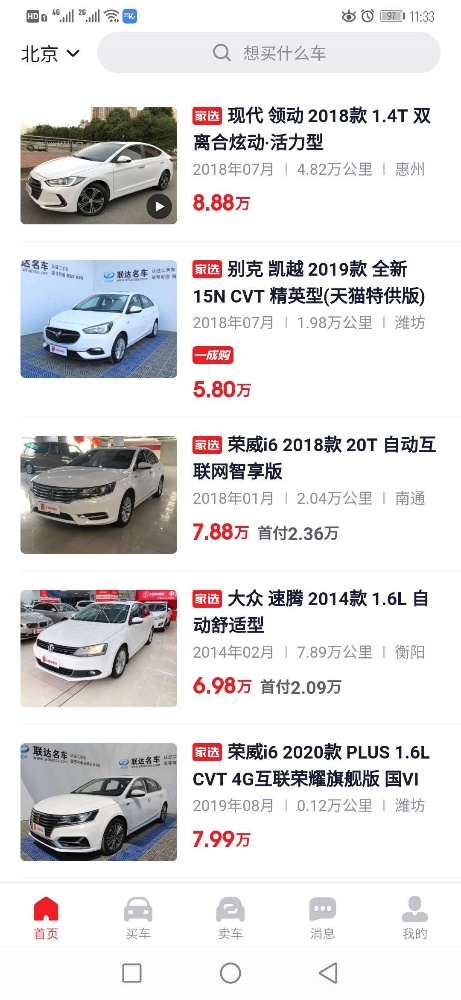 HD 4G 2G 97 11:33
北京 想买什么车
家选 现代 领动 2018款 1.4T 双
离合炫动·活力型
2018年07月 | 4.82万公里 | 惠州
8.88万
联达名车
家选 别克 凯越 2019款 全新
15N CVT 精英型(天猫特供版)
2018年07月 | 1.98万公里 | 潍坊
一成购
5.80万
家选 荣威i6 2018款 20T 自动互
联网智享版
2018年01月 | 2.04万公里 | 南通
7.88万 首付2.36万
家选 大众 速腾 2014款 1.6L 自
动舒适型
2014年02月 | 7.89万公里 | 衡阳
6.98万 首付2.09万
联达名车
家选 荣威i6 2020款 PLUS 1.6L
CVT 4G互联荣耀旗舰版 国VI
2019年08月 | 0.12万公里 | 潍坊
7.99万
首页 买车 卖车 消息 我的